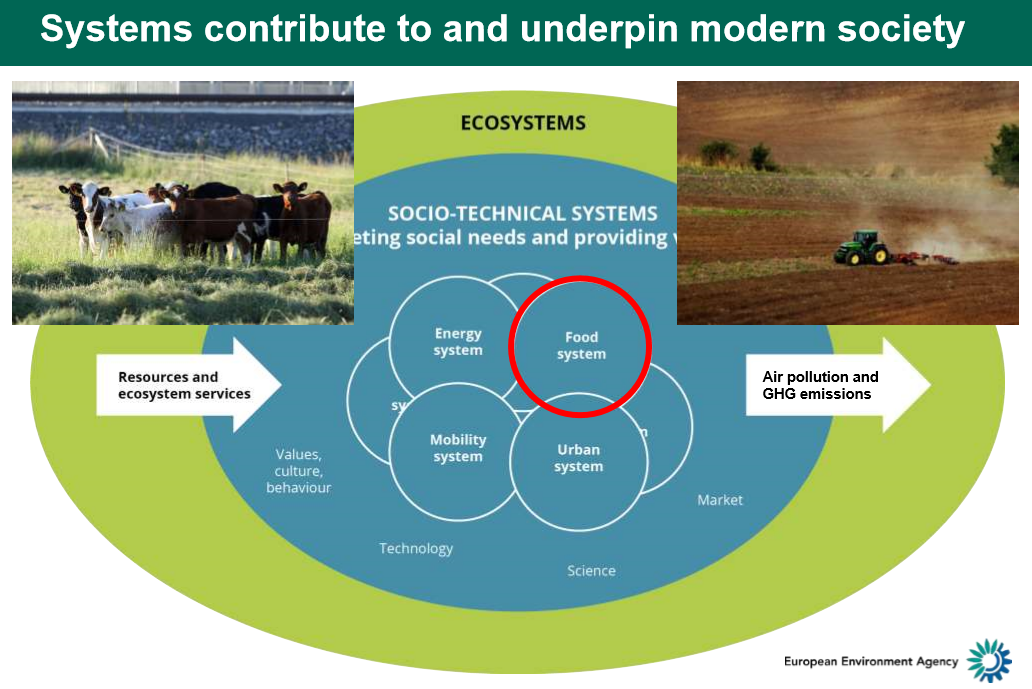 Systems contribute to and underpin modern society
ECOSYSTEMS
SOCIO-TECHNICAL SYSTEMS
social needs and providing
Energy
system
Food
system
Resources and
ecosystem services
Air pollution and
GHG emissions
Mobility
system
Urban
system
Values,
culture,
behaviour
Market
Technology
Science
European Environment Agency